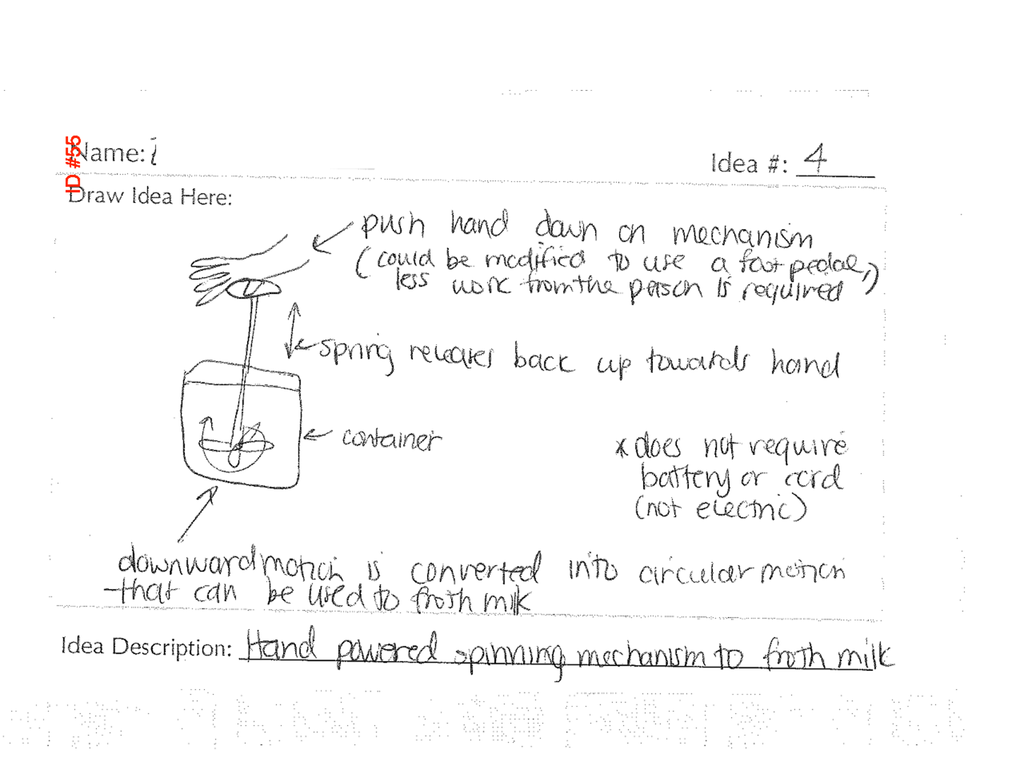 ID #55
Name: i
Idea #: 4
Draw Idea Here:
push hand down on mechanism
(could be modified to use a foot pedal,
less work from the person is required)
spring releases back up towards hand
container
* does not require
battery or cord
(not electric)
downward motion is converted into circular motion
that can be used to froth milk
Idea Description: Hand powered spinning mechanism to froth milk